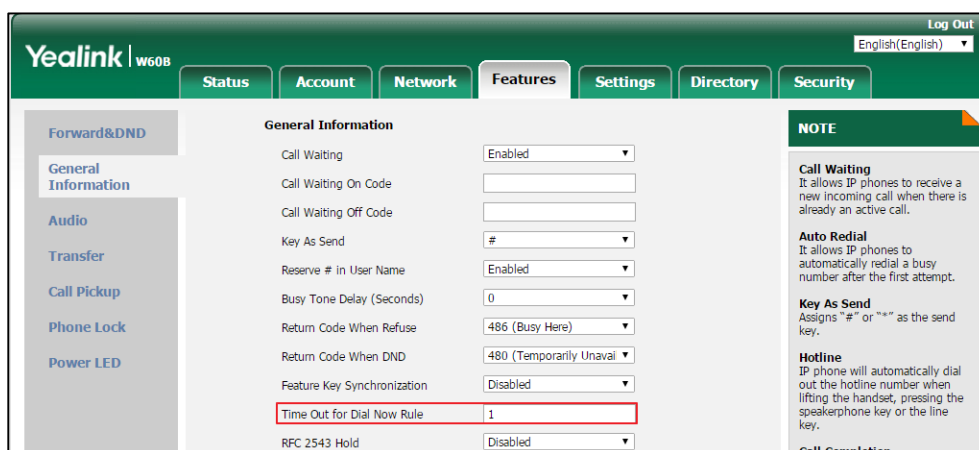 Log Out
Yealink | W60B
English(English)
Status Account Network Features Settings Directory Security
Forward&DND
General
Information
Audio
Transfer
Call Pickup
Phone Lock
Power LED
General Information
Call Waiting Enabled
Call Waiting On Code
Call Waiting Off Code
Key As Send #
Reserve # in User Name Enabled
Busy Tone Delay (Seconds) 0
Return Code When Refuse 486 (Busy Here)
Return Code When DND 480 (Temporarily Unavai
Feature Key Synchronization Disabled
Time Out for Dial Now Rule 1
RFC 2543 Hold Disabled
NOTE
Call Waiting
It allows IP phones to receive a
new incoming call when there is
already an active call.
Auto Redial
It allows IP phones to
automatically redial a busy
number after the first attempt.
Key As Send
Assigns "#" or "*" as the send
key.
Hotline
IP phone will automatically dial
out the hotline number when
lifting the handset, pressing the
speakerphone key or the line
key.
Call Completion